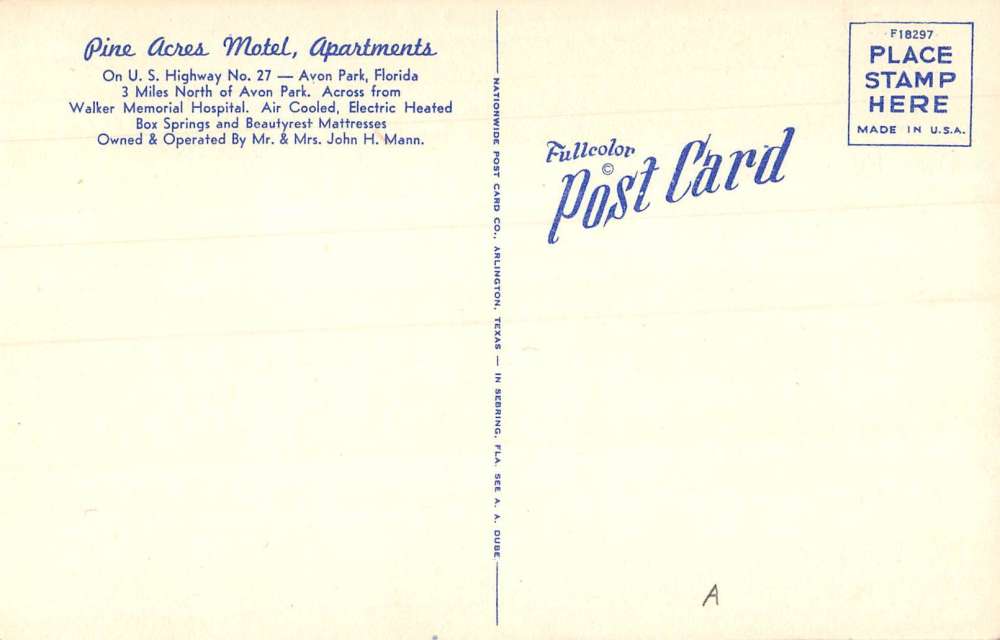 Pine Acres Motel, Apartments
On U. S. Highway No. 27 — Avon Park, Florida
3 Miles North of Avon Park. Across from
Walker Memorial Hospital. Air Cooled, Electric Heated
Box Springs and Beautyrest Mattresses
Owned & Operated By Mr. & Mrs. John H. Mann.
NATIONWIDE POST CARD CO., ARLINGTON, TEXAS — IN SEBRING, FLA. SEE A. A. DUBE
Fullcolor
©
Post Card
F18297
PLACE
STAMP
HERE
MADE IN U.S.A.
A